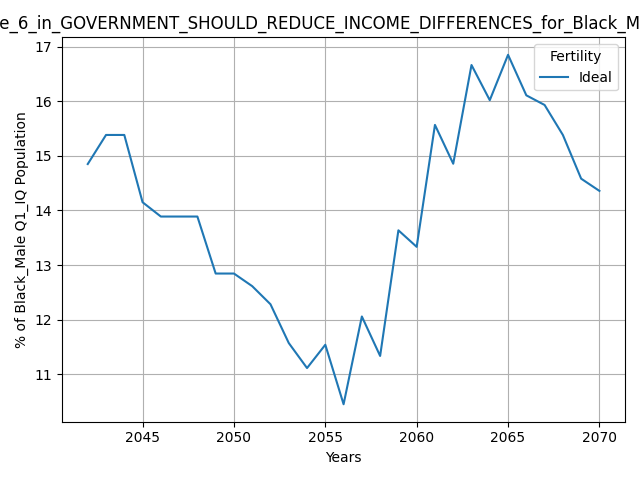 e_6_in_GOVERNMENT_SHOULD_REDUCE_INCOME_DIFFERENCES_for_Black_M
17
16
15
14
13
12
11
% of Black_Male Q1_IQ Population
Fertility
Ideal
2045 2050 2055 2060 2065 2070
Years